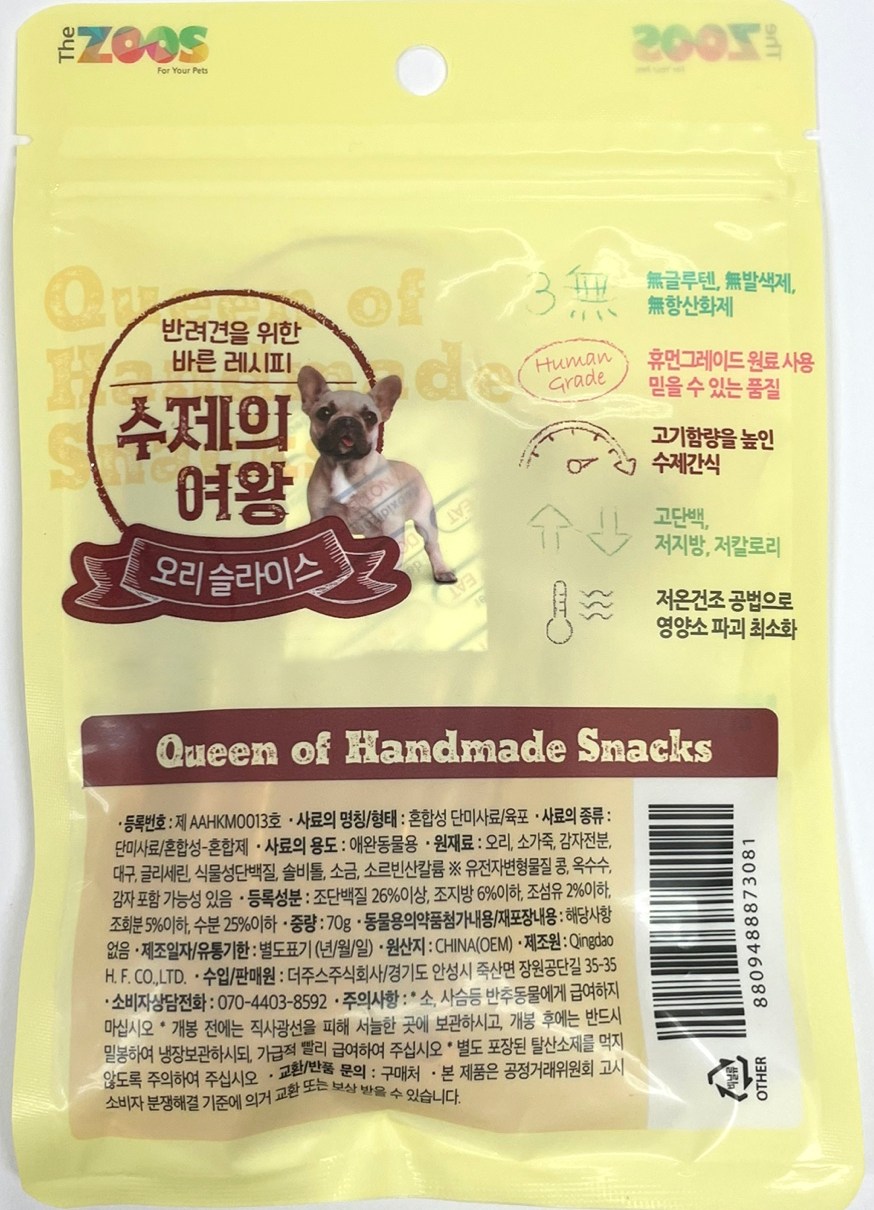 The ZOOS
For Your Pets
Queen of
Handmade
반려견을 위한
바른 레시피
수제의
여왕
오리 슬라이스
3 無
無글루텐, 無발색제,
無항산화제
Human
Grade
휴먼그레이드 원료 사용
믿을 수 있는 품질
고기함량을 높인
수제간식
고단백,
저지방, 저칼로리
저온건조 공법으로
영양소 파괴 최소화
Queen of Handmade Snacks
· 등록번호 : 제 AAHKM0013호 · 사료의 명칭/형태 : 혼합성 단미사료/육포 · 사료의 종류 :
단미사료/혼합성-혼합제 · 사료의 용도 : 애완동물용 · 원재료 : 오리, 소가죽, 감자전분,
대구, 글리세린, 식물성단백질, 솔비톨, 소금, 소르빈산칼륨 ※ 유전자변형물질 콩, 옥수수,
감자 포함 가능성 있음 · 등록성분 : 조단백질 26%이상, 조지방 6%이하, 조섬유 2%이하,
조회분 5%이하, 수분 25%이하 · 중량 : 70g · 동물용의약품첨가내용/재포장내용 : 해당사항
없음 · 제조일자/유통기한 : 별도표기 (년/월/일) · 원산지 : CHINA(OEM) · 제조원 : Qingdao
H. F. CO.,LTD. · 수입/판매원 : 더주스주식회사/경기도 안성시 죽산면 장원공단길 35-35
· 소비자상담전화 : 070-4403-8592 · 주의사항 : * 소, 사슴등 반추동물에게 급여하지
마십시오 * 개봉 전에는 직사광선을 피해 서늘한 곳에 보관하시고, 개봉 후에는 반드시
밀봉하여 냉장보관하시되, 가급적 빨리 급여하여 주십시오 * 별도 포장된 탈산소제를 먹지
않도록 주의하여 주십시오 · 교환/반품 문의 : 구매처 · 본 제품은 공정거래위원회 고시
소비자 분쟁해결 기준에 의거 교환 또는 보상 받을 수 있습니다.
8809488873081
비닐류
OTHER